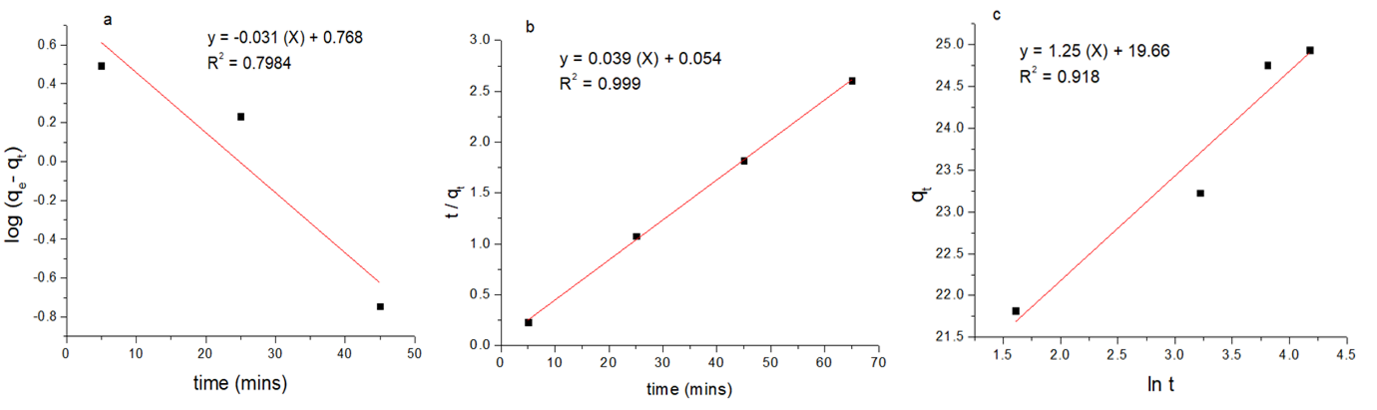 a
y = -0.031 (X) + 0.768
R² = 0.7984
0.6
0.4
0.2
0.0
-0.2
-0.4
-0.6
-0.8
log (qₑ- qₜ)
0 10 20 30 40 50
time (mins)
b
y = 0.039 (X) + 0.054
R² = 0.999
3.0
2.5
2.0
1.5
1.0
0.5
0.0
t / qₜ
0 10 20 30 40 50 60 70
time (mins)
c
y = 1.25 (X) + 19.66
R² = 0.918
25.0
24.5
24.0
23.5
23.0
22.5
22.0
21.5
qₜ
1.5 2.0 2.5 3.0 3.5 4.0 4.5
ln t